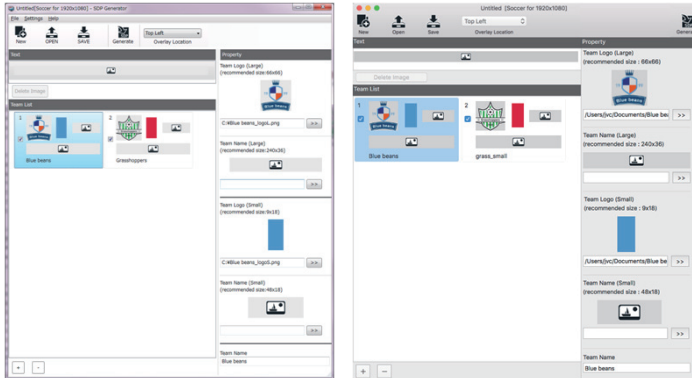 Untitled[Soccer for 1920x1080] - SDP Generator
File Settings Help
New OPEN SAVE Generate Top Left Overlay Location
Text Property
Team Logo (Large)
(recommended size:66x66)
Blue beans
Delete Image
Team List
C:¥Blue beans_logoL.png >>
1 2
Team Name (Large)
(recommended size:240x36)
Blue beans Grasshoppers
>>
Team Logo (Small)
(recommended size:9x18)
C:¥Blue beans_logoS.png >>
Team Name (Small)
(recommended size:48x18)
>>
Team Name
Blue beans
+ -
Untitled (Soccer for 1920x1080)
New Open Save Top Left Overlay Location
Text Property
Team Logo (Large)
(recommended size : 66x66)
Blue beans
Delete Image
Team List
/Users/jvc/Documents/Blue be >>
1 2
Team Name (Large)
(recommended size : 240x36)
Blue beans grass_small
>>
Team Logo (Small)
(recommended size : 9x18)
/Users/jvc/Documents/Blue be >>
Team Name (Small)
(recommended size : 48x18)
>>
Team Name
Blue beans
+ −